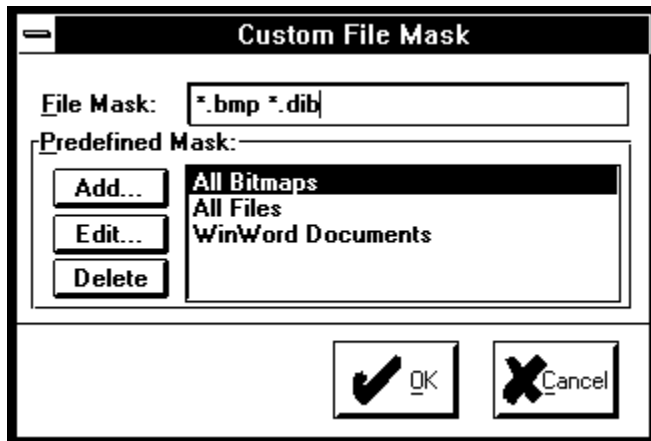 Custom File Mask
File Mask: *.bmp *.dib
Predefined Mask:
Add...
All Bitmaps
All Files
Edit...
WinWord Documents
Delete
OK
Cancel